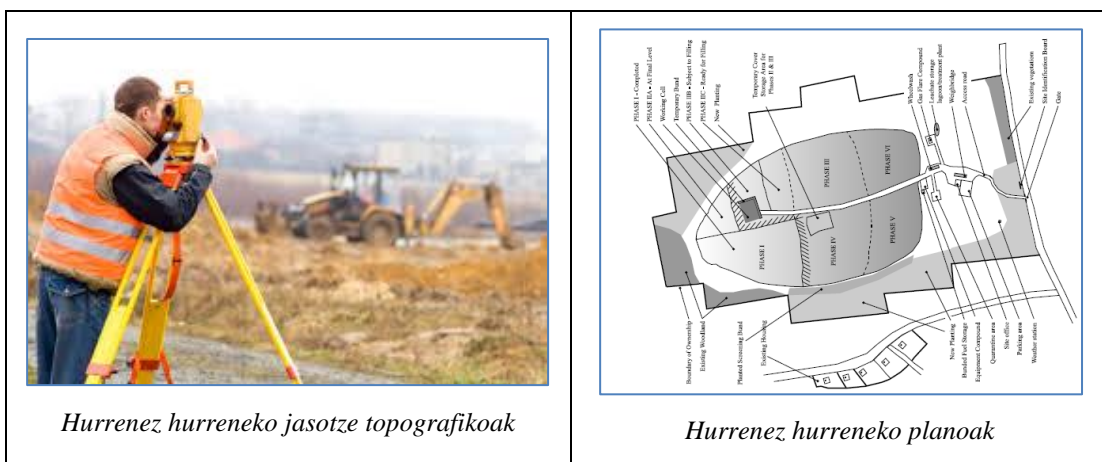 PHASE I - Completed
PHASE IIA - At Final Level
Working Cell
Temporary Bund
PHASE IIB - Subject to Filling
PHASE IIC - Ready for Filling
New Planting
Temporary Cover
Storage Area for
Phases II & III
Wheelwash
Gas Flare Compound
Leachate storage
lagoon/treatment plant
Weighbridge
Access road
Existing vegetations
Site Identification Board
Gate
PHASE III
PHASE VI
PHASE I
PHASE IV
PHASE V
Boundary of Ownership
Existing Woodland
Planted Screening Bund
Existing Housing
New Planting
Bunded Fuel Storage
Equipment Compound
Quarantine area
Site office
Parking area
Weather station
Hurrenez hurreneko jasotze topografikoak
Hurrenez hurreneko planoak